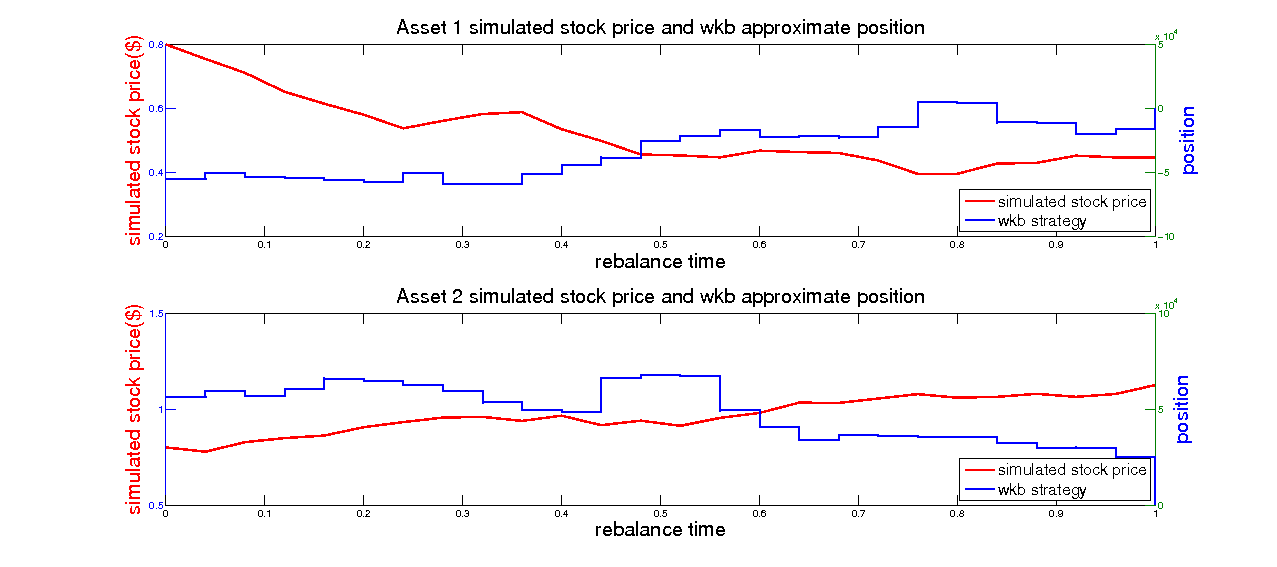 Asset 1 simulated stock price and wkb approximate position
x 10^4
simulated stock price($)
0.8
0.6
0.4
0.2
5
0
-5
-10
position
simulated stock price
wkb strategy
0 0.1 0.2 0.3 0.4 0.5 0.6 0.7 0.8 0.9 1
rebalance time
Asset 2 simulated stock price and wkb approximate position
x 10^4
simulated stock price($)
1.5
1
0.5
10
5
0
position
simulated stock price
wkb strategy
0 0.1 0.2 0.3 0.4 0.5 0.6 0.7 0.8 0.9 1
rebalance time